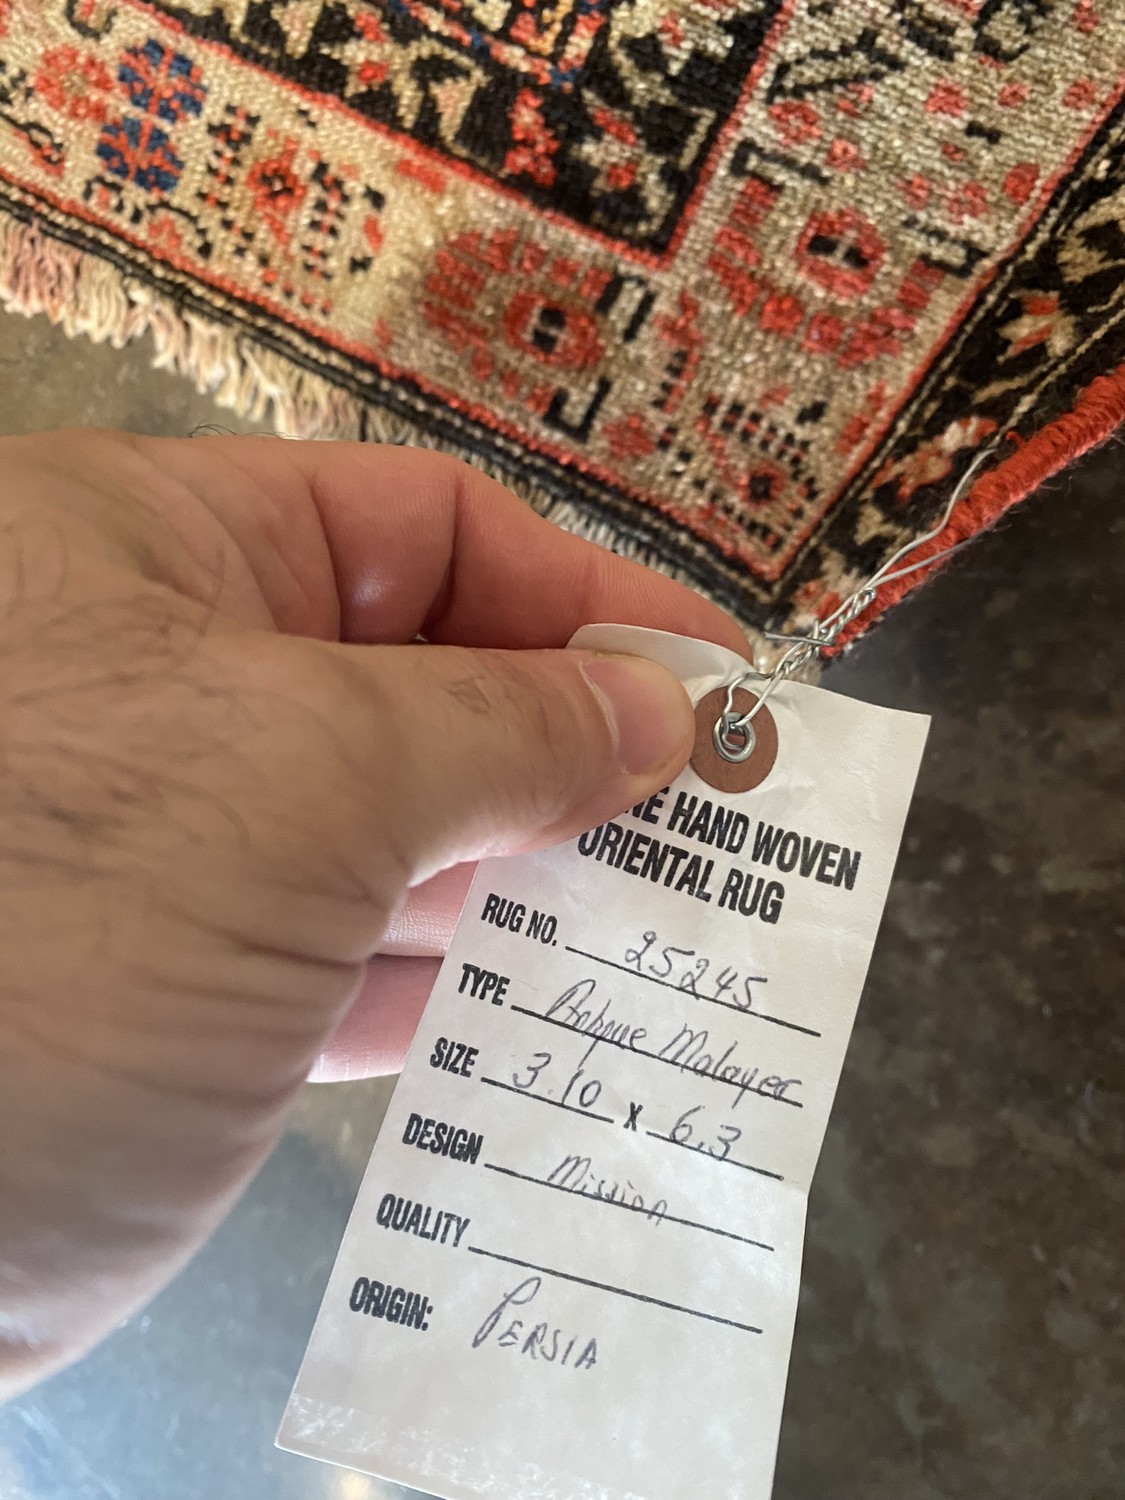 HAND WOVEN
ORIENTAL RUG
RUG NO. 25245
TYPE Antique Malayer
SIZE 3.10 X 6.3
DESIGN Mission
QUALITY
ORIGIN: PERSIA